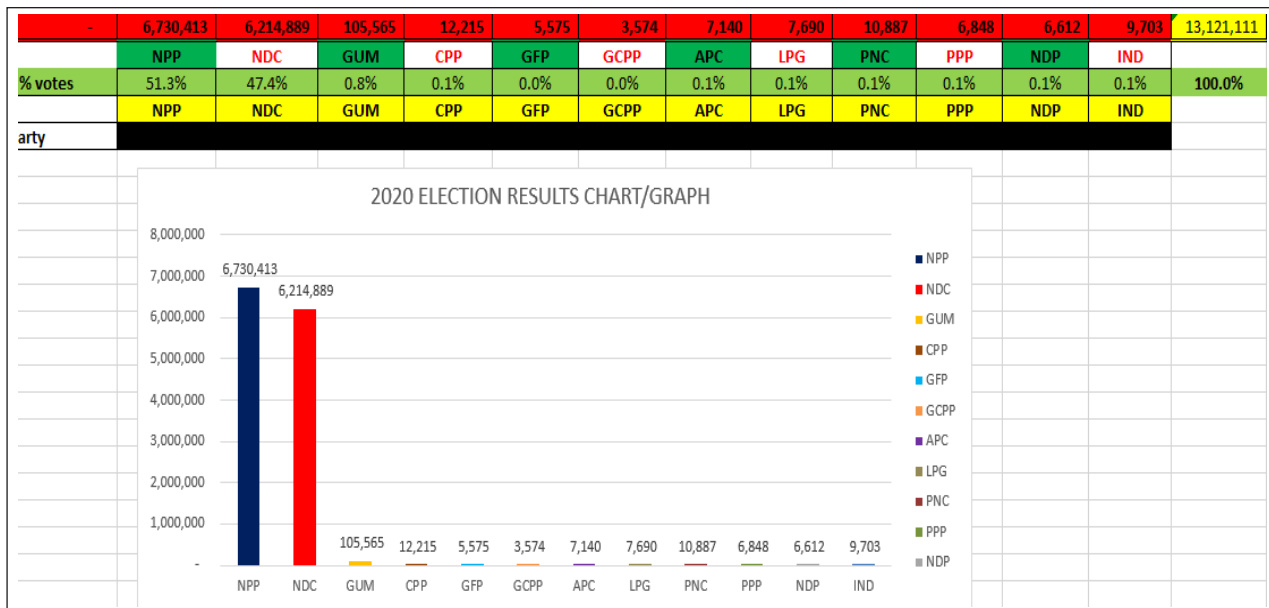 - 6,730,413 6,214,889 105,565 12,215 5,575 3,574 7,140 7,690 10,887 6,848 6,612 9,703 13,121,111
NPP NDC GUM CPP GFP GCPP APC LPG PNC PPP NDP IND
% votes 51.3% 47.4% 0.8% 0.1% 0.0% 0.0% 0.1% 0.1% 0.1% 0.1% 0.1% 0.1% 100.0%
NPP NDC GUM CPP GFP GCPP APC LPG PNC PPP NDP IND
arty
2020 ELECTION RESULTS CHART/GRAPH
8,000,000
7,000,000
6,000,000
5,000,000
4,000,000
3,000,000
2,000,000
1,000,000
-
6,730,413
6,214,889
105,565 12,215 5,575 3,574 7,140 7,690 10,887 6,848 6,612 9,703
NPP NDC GUM CPP GFP GCPP APC LPG PNC PPP NDP IND
NPP
NDC
GUM
CPP
GFP
GCPP
APC
LPG
PNC
PPP
NDP